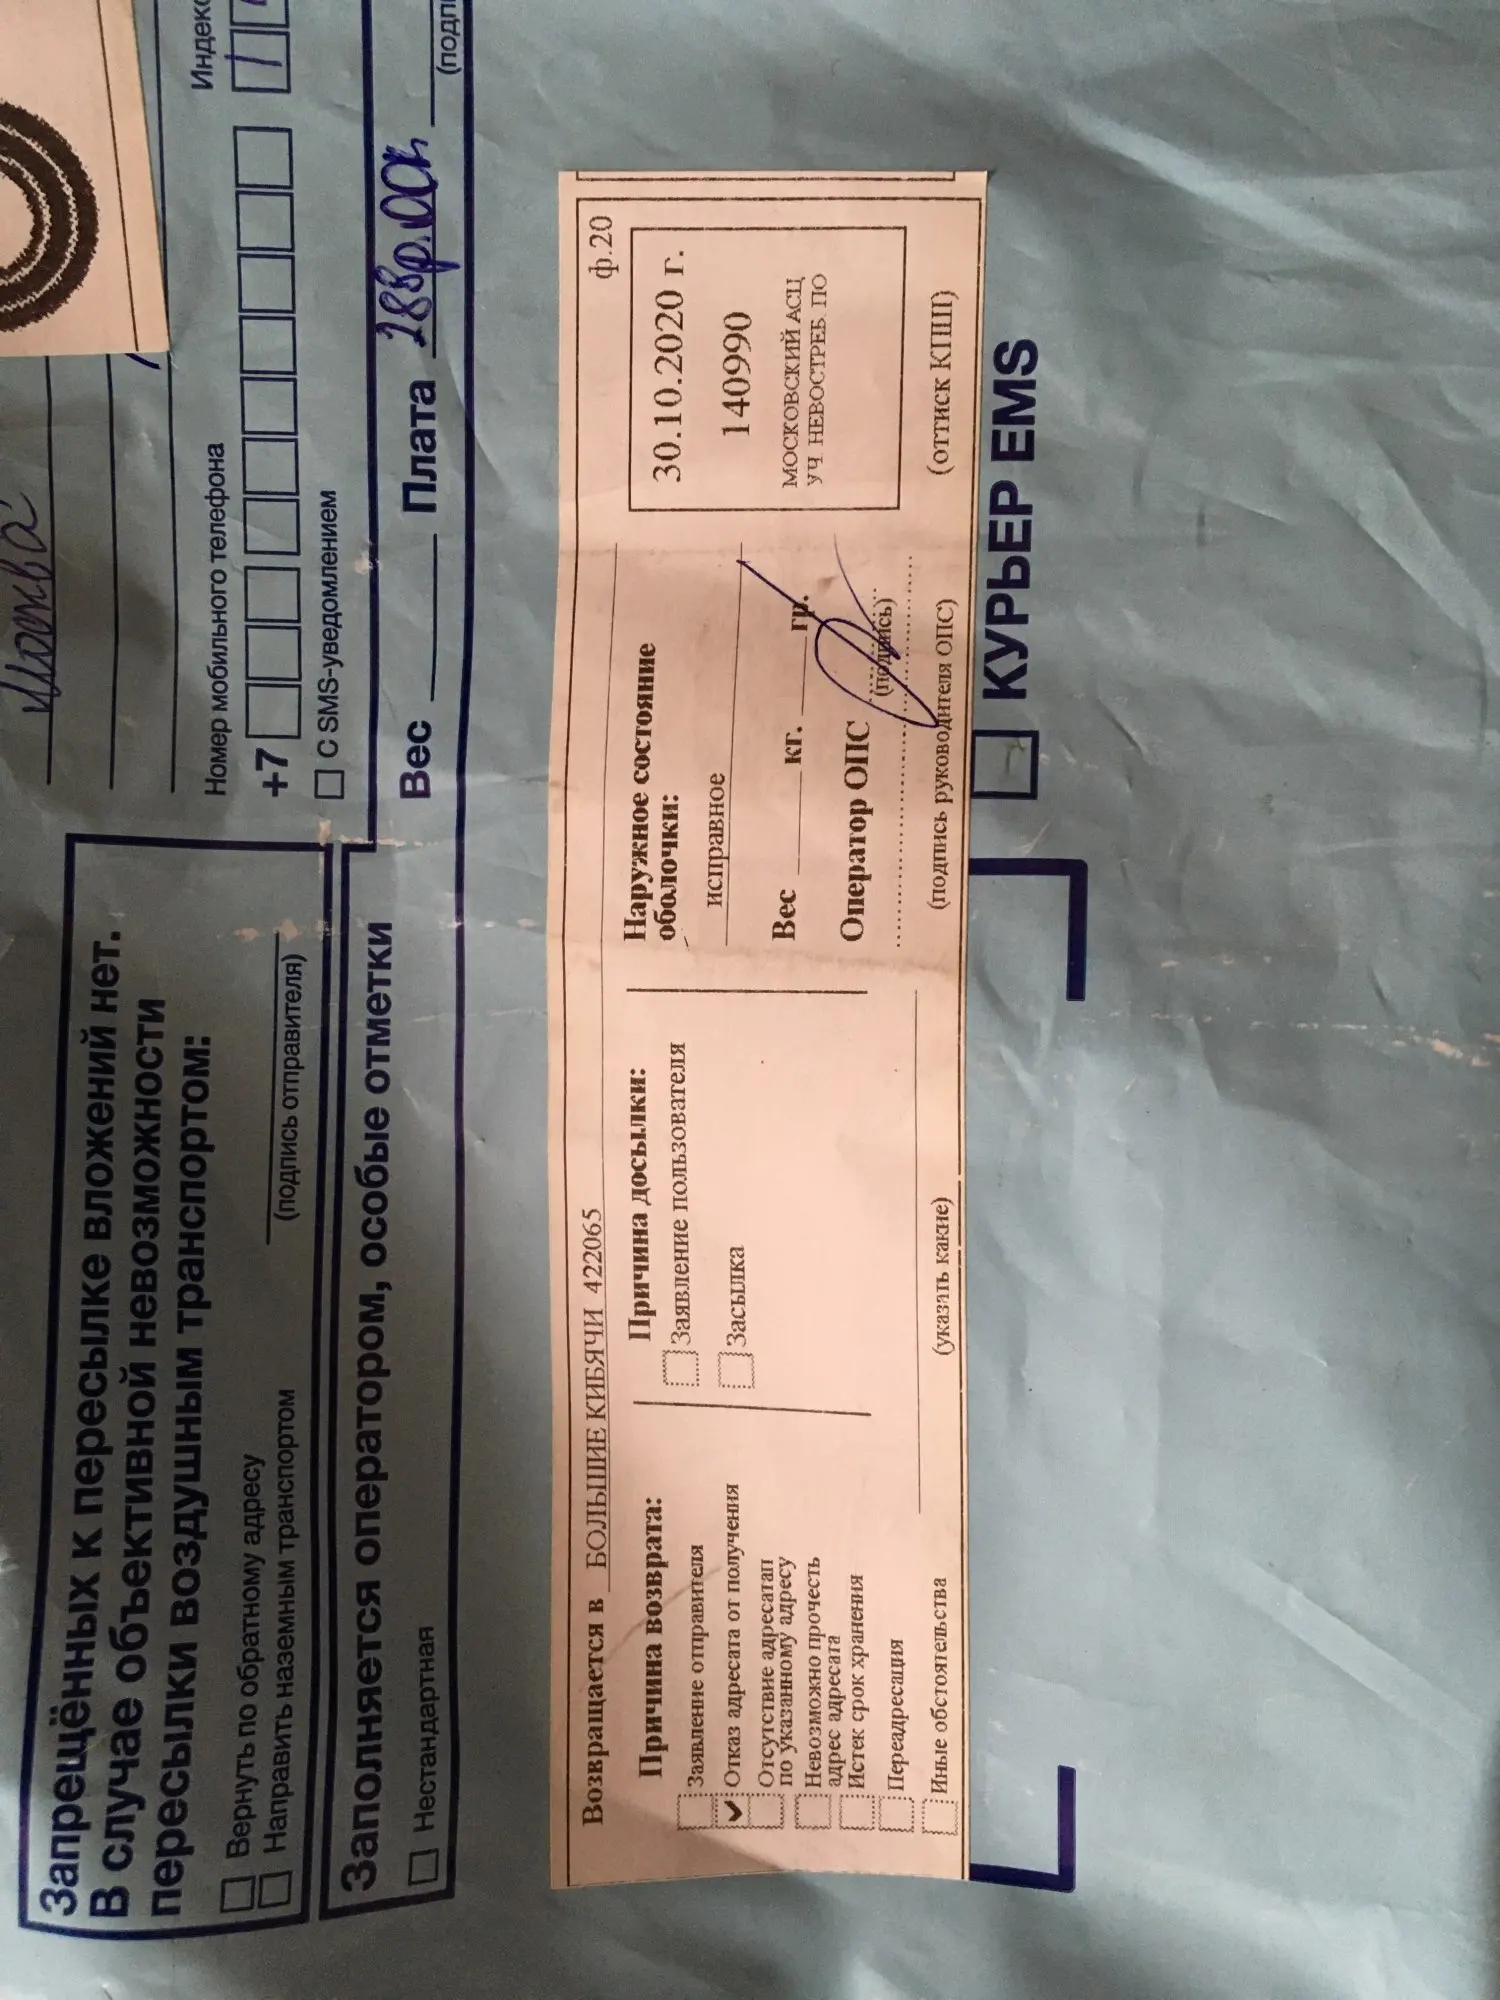 Москва
Индекс
Номер мобильного телефона
+7
С SMS-уведомлением
Запрещённых к пересылке вложений нет.
В случае объективной невозможности
пересылки воздушным транспортом:
Вернуть по обратному адресу
Направить наземным транспортом
(подпись отправителя)
Заполняется оператором, особые отметки
Нестандартная
Вес
Плата 288р.00к
Возвращается в БОЛЬШИЕ КИБЯЧИ 422065
ф.20
Причина возврата:
Заявление отправителя
✓ Отказ адресата от получения
Отсутствие адресатап
по указанному адресу
Невозможно прочесть
адрес адресата
Истек срок хранения
Переадресация
Иные обстоятельства
(указать какие)
Причина досылки:
Заявление пользователя
Засылка
Наружное состояние
оболочки:
исправное
Вес кг. гр.
Оператор ОПС
(подпись)
(подпись руководителя ОПС)
30.10.2020 г.
140990
МОСКОВСКИЙ АСЦ
УЧ. НЕВОСТРЕБ. ПО
(оттиск КПШ)
КУРЬЕР EMS